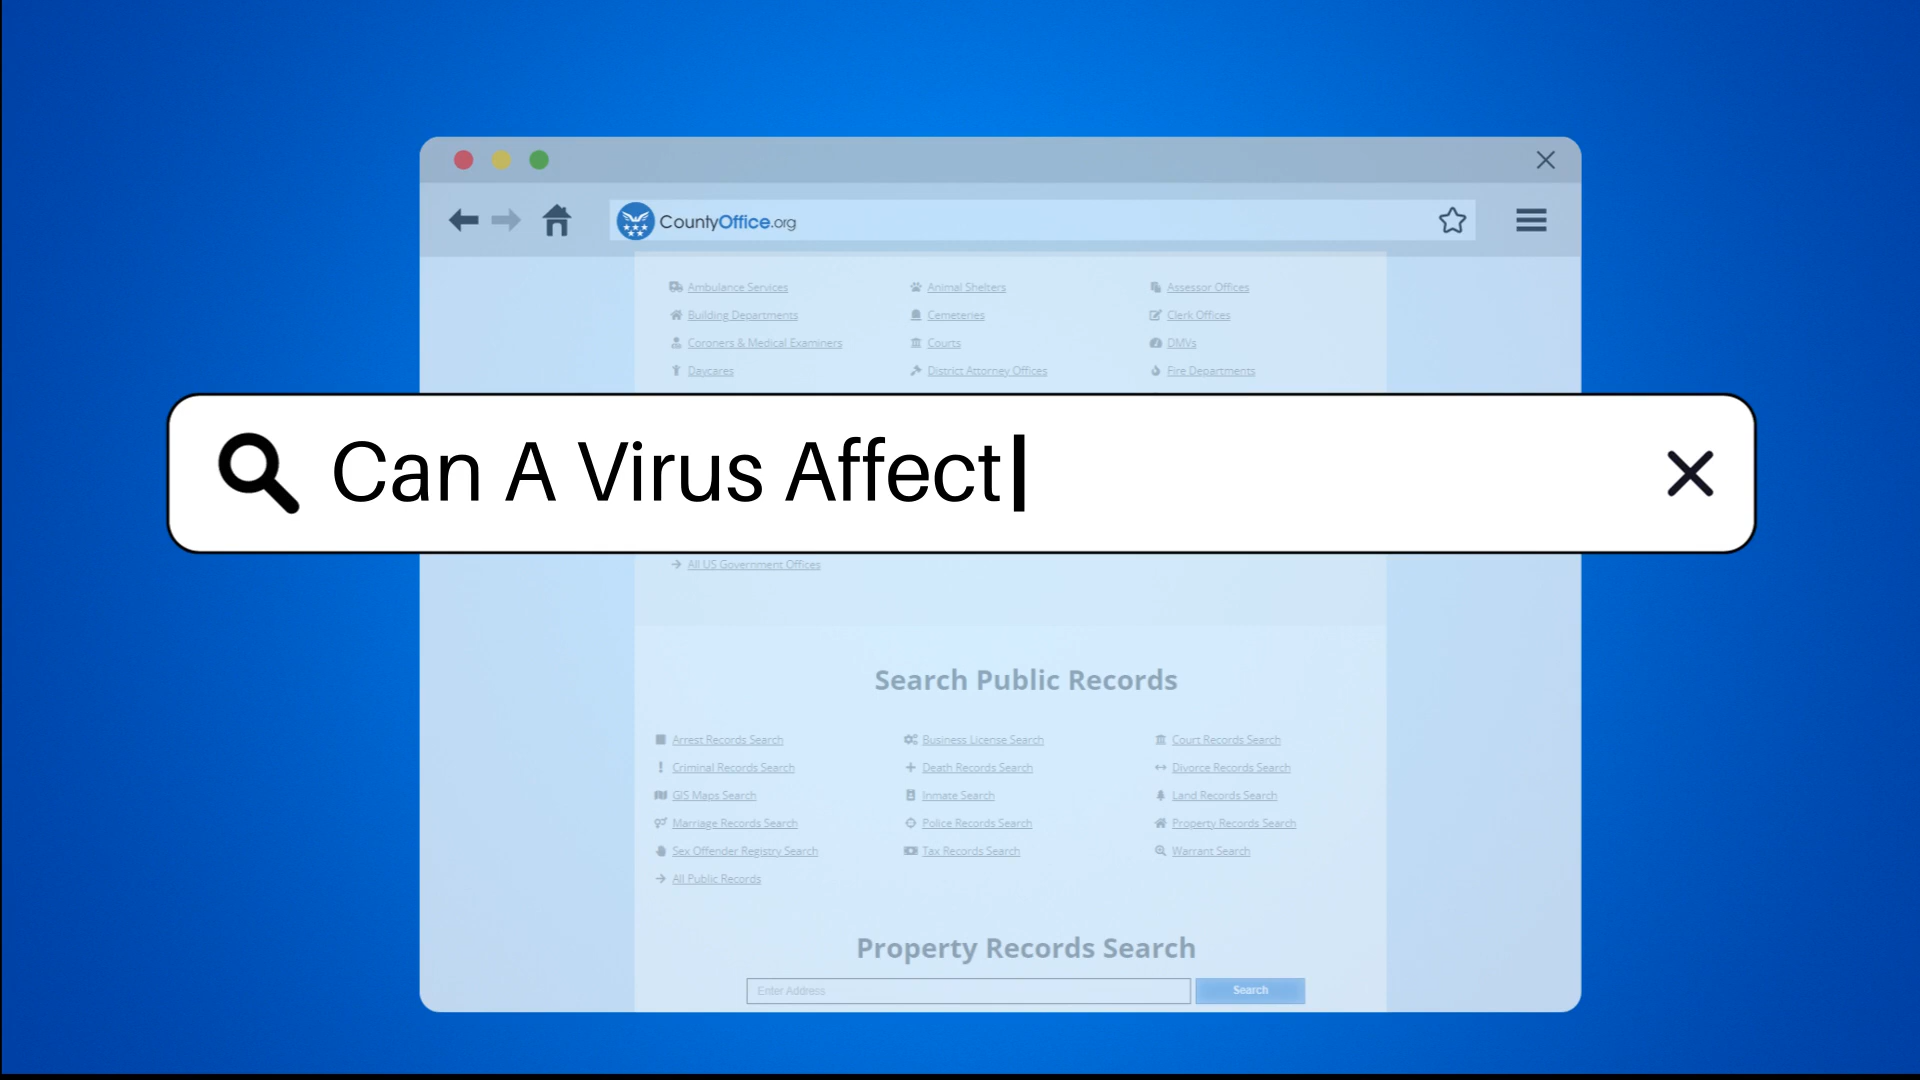 CountyOffice.org
Ambulance Services Animal Shelters Assessor Offices
Building Departments Cemeteries Clerk Offices
Coroners & Medical Examiners Courts DMVs
Daycares District Attorney Offices Fire Departments
Can A Virus Affect
All US Government Offices
Search Public Records
Arrest Records Search Business License Search Court Records Search
Criminal Records Search Death Records Search Divorce Records Search
GIS Maps Search Inmate Search Land Records Search
Marriage Records Search Police Records Search Property Records Search
Sex Offender Registry Search Tax Records Search Warrant Search
All Public Records
Property Records Search
Enter Address Search